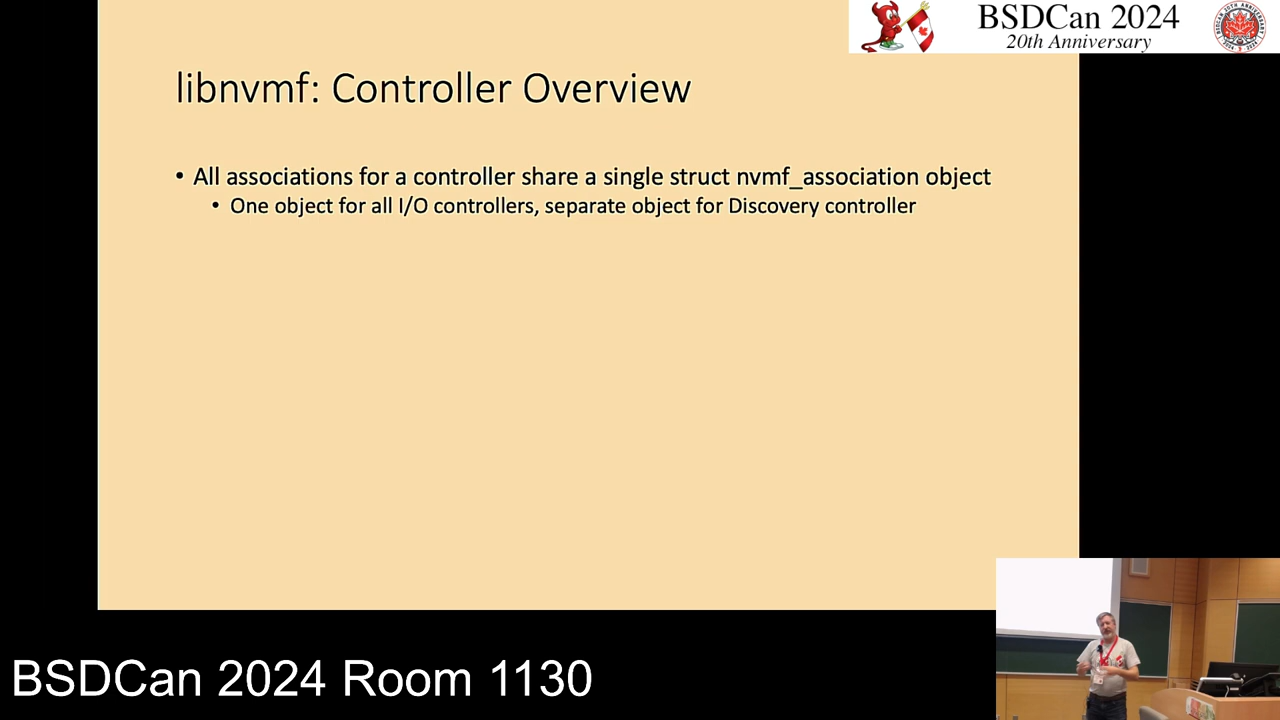 BSDCan 2024
20th Anniversary
libnvmf: Controller Overview
• All associations for a controller share a single struct nvmf_association object
• One object for all I/O controllers, separate object for Discovery controller
BSDCan 2024 Room 1130